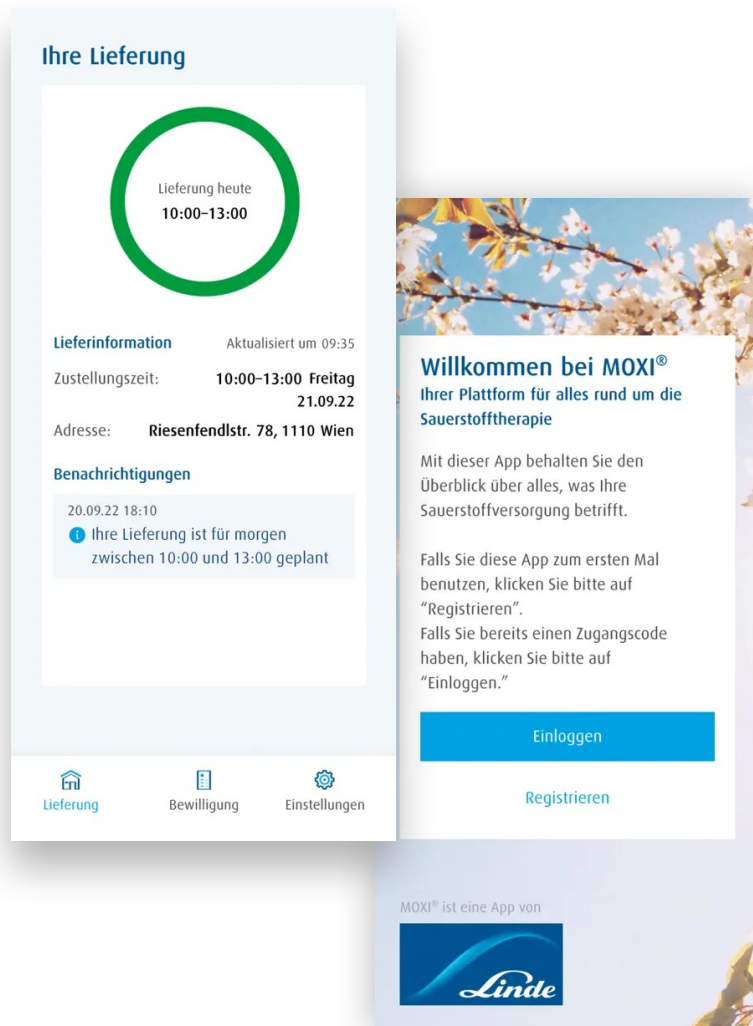 Ihre Lieferung
Lieferung heute
10:00–13:00
Lieferinformation Aktualisiert um 09:35
Zustellungszeit: 10:00–13:00 Freitag
21.09.22
Adresse: Riesenfendlstr. 78, 1110 Wien
Benachrichtigungen
20.09.22 18:10
Ihre Lieferung ist für morgen
zwischen 10:00 und 13:00 geplant
Lieferung Bewilligung Einstellungen
Willkommen bei MOXI®
Ihrer Plattform für alles rund um die
Sauerstofftherapie
Mit dieser App behalten Sie den
Überblick über alles, was Ihre
Sauerstoffversorgung betrifft.
Falls Sie diese App zum ersten Mal
benutzen, klicken Sie bitte auf
“Registrieren”.
Falls Sie bereits einen Zugangscode
haben, klicken Sie bitte auf
“Einloggen.”
Einloggen
Registrieren
MOXI® ist eine App von
Linde